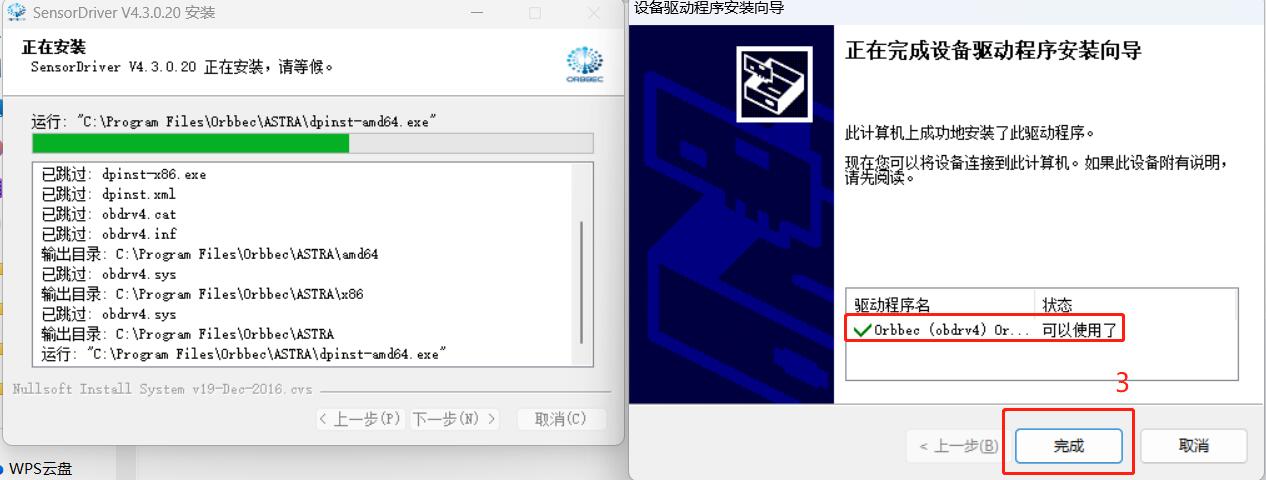 SensorDriver V4.3.0.20 安装
正在安装
SensorDriver V4.3.0.20 正在安装，请等候。
ORBBEC
运行: "C:\Program Files\Orbbec\ASTRA\dpinst-amd64.exe"
已跳过: dpinst-x86.exe
已跳过: dpinst.xml
已跳过: obdrv4.cat
已跳过: obdrv4.inf
输出目录: C:\Program Files\Orbbec\ASTRA\amd64
已跳过: obdrv4.sys
输出目录: C:\Program Files\Orbbec\ASTRA\x86
已跳过: obdrv4.sys
输出目录: C:\Program Files\Orbbec\ASTRA
运行: "C:\Program Files\Orbbec\ASTRA\dpinst-amd64.exe"
Nullsoft Install System v19-Dec-2016.cvs
< 上一步(P) 下一步(N) > 取消(C)
WPS云盘
设备驱动程序安装向导
正在完成设备驱动程序安装向导
此计算机上成功地安装了此驱动程序。
现在您可以将设备连接到此计算机。如果此设备附有说明，
请先阅读。
驱动程序名 状态
Orbbec (obdrv4) Or... 可以使用了
3
< 上一步(B) 完成 取消